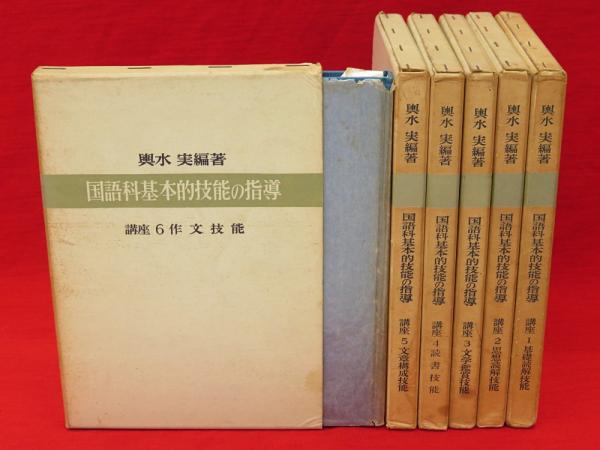 輿水 実編著
国語科基本的技能の指導
講座 6 作文技能
輿水 実編著
国語科基本的技能の指導
講座 5 文章構成技能
輿水 実編著
国語科基本的技能の指導
講座 4 読書技能
輿水 実編著
国語科基本的技能の指導
講座 3 文学鑑賞技能
輿水 実編著
国語科基本的技能の指導
講座 2 思想読解技能
輿水 実編著
国語科基本的技能の指導
講座 1 基礎読解技能